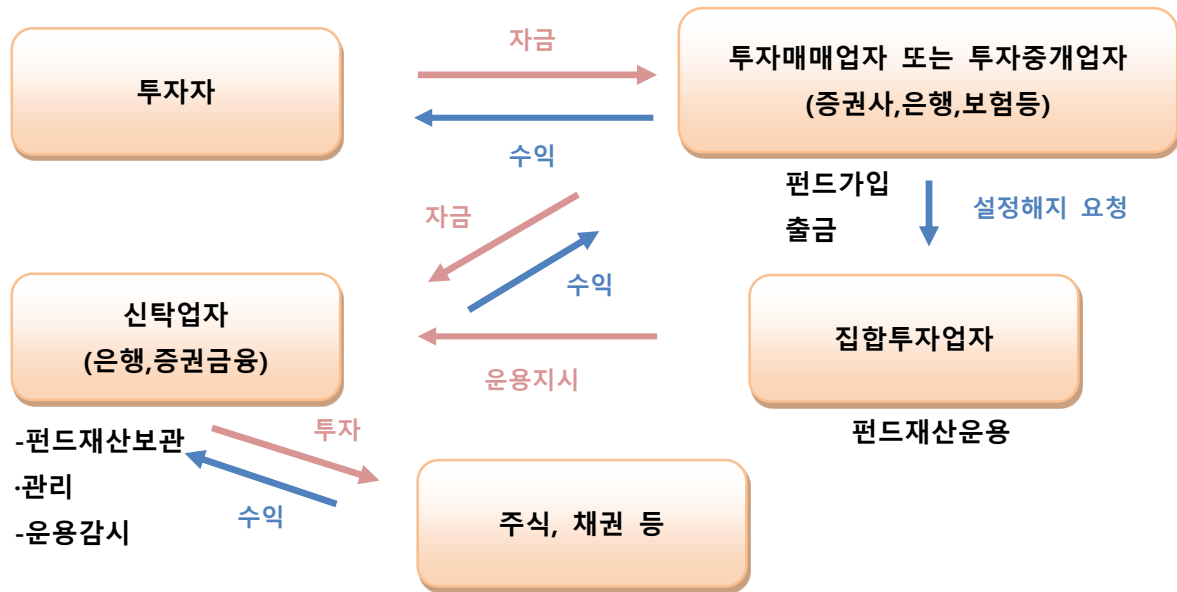 자금
투자자
투자매매업자 또는 투자중개업자
(증권사,은행,보험등)
수익
펀드가입
출금
설정해지 요청
자금
수익
신탁업자
(은행,증권금융)
집합투자업자
운용지시
펀드재산운용
-펀드재산보관
·관리
-운용감시
투자
수익
주식, 채권 등